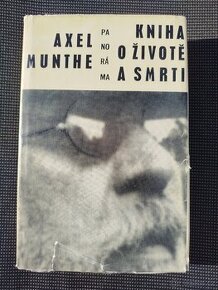 AXEL
MUNTHE
PA
NO
RÁ
MA
KNIHA
O ŽIVOTĚ
A SMRTI